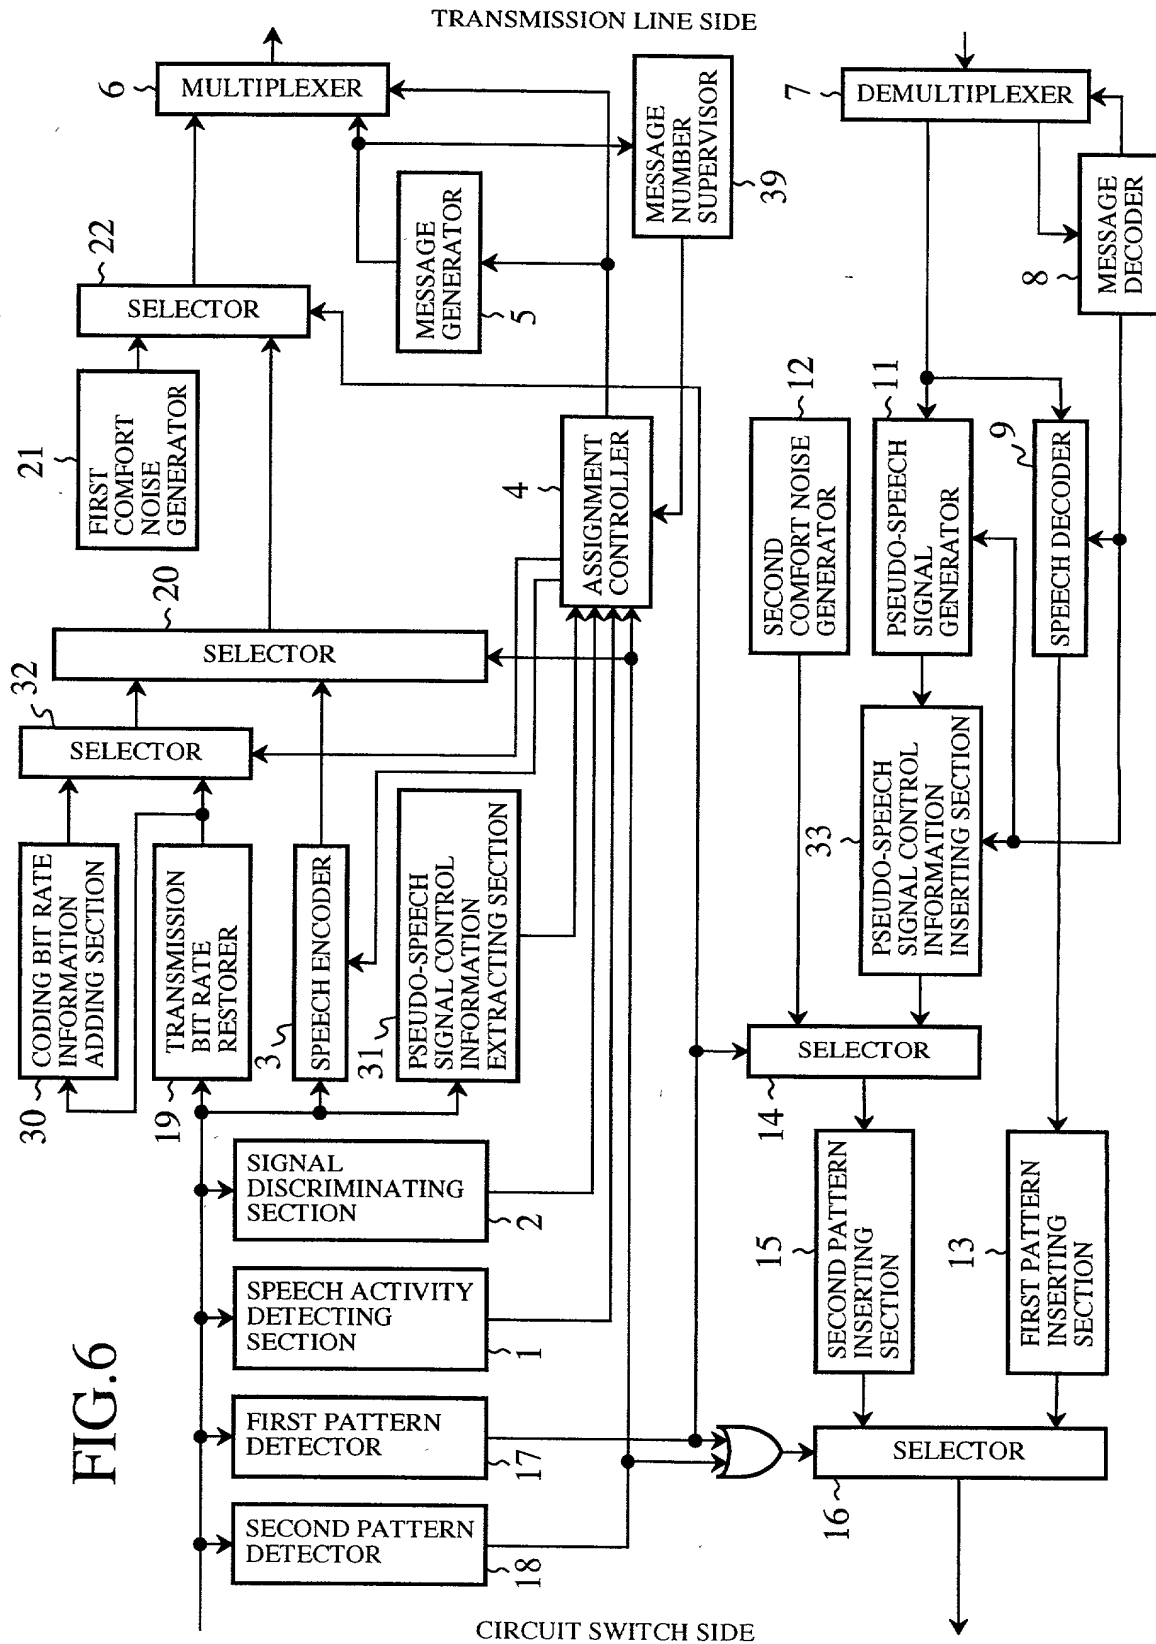 TRANSMISSION LINE SIDE
6
MULTIPLEXER
7
DEMULTIPLEXER
MESSAGE
NUMBER
SUPERVISOR
39
MESSAGE
GENERATOR
5
MESSAGE
DECODER
8
22
SELECTOR
21
FIRST
COMFORT
NOISE
GENERATOR
4
ASSIGNMENT
CONTROLLER
12
SECOND
COMFORT NOISE
GENERATOR
11
PSEUDO-SPEECH
SIGNAL
GENERATOR
9
SPEECH DECODER
20
SELECTOR
32
SELECTOR
33
PSEUDO-SPEECH
SIGNAL CONTROL
INFORMATION
INSERTING SECTION
30
CODING BIT RATE
INFORMATION
ADDING SECTION
19
TRANSMISSION
BIT RATE
RESTORER
3
SPEECH ENCODER
31
PSEUDO-SPEECH
SIGNAL CONTROL
INFORMATION
EXTRACTING SECTION
SELECTOR
14
SIGNAL
DISCRIMINATING
SECTION
2
SPEECH ACTIVITY
DETECTING
SECTION
1
15
SECOND PATTERN
INSERTING
SECTION
13
FIRST PATTERN
INSERTING
SECTION
FIG.6
FIRST PATTERN
DETECTOR
17
SELECTOR
16
SECOND PATTERN
DETECTOR
18
CIRCUIT SWITCH SIDE